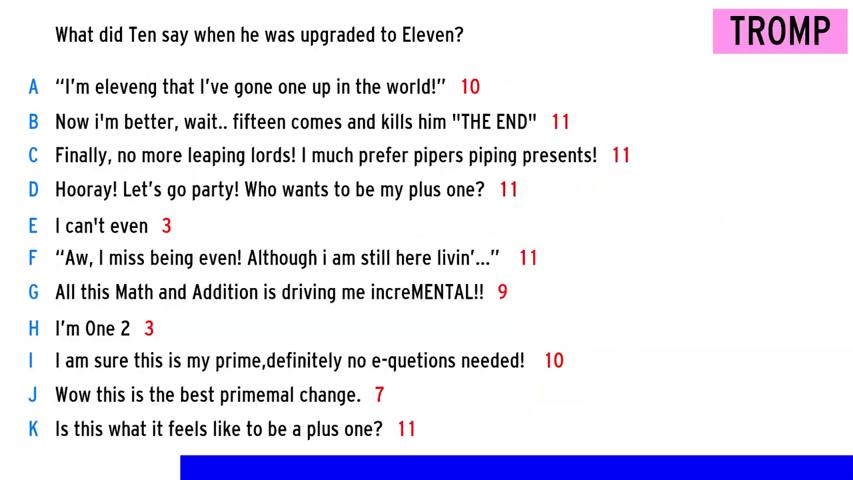 What did Ten say when he was upgraded to Eleven?
TROMP
A “I’m eleveng that I’ve gone one up in the world!” 10
B Now i'm better, wait.. fifteen comes and kills him "THE END" 11
C Finally, no more leaping lords! I much prefer pipers piping presents! 11
D Hooray! Let’s go party! Who wants to be my plus one? 11
E I can't even 3
F “Aw, I miss being even! Although i am still here livin’...” 11
G All this Math and Addition is driving me increMENTAL!! 9
H I’m One 2 3
I I am sure this is my prime,definitely no e-quetions needed! 10
J Wow this is the best primemal change. 7
K Is this what it feels like to be a plus one? 11